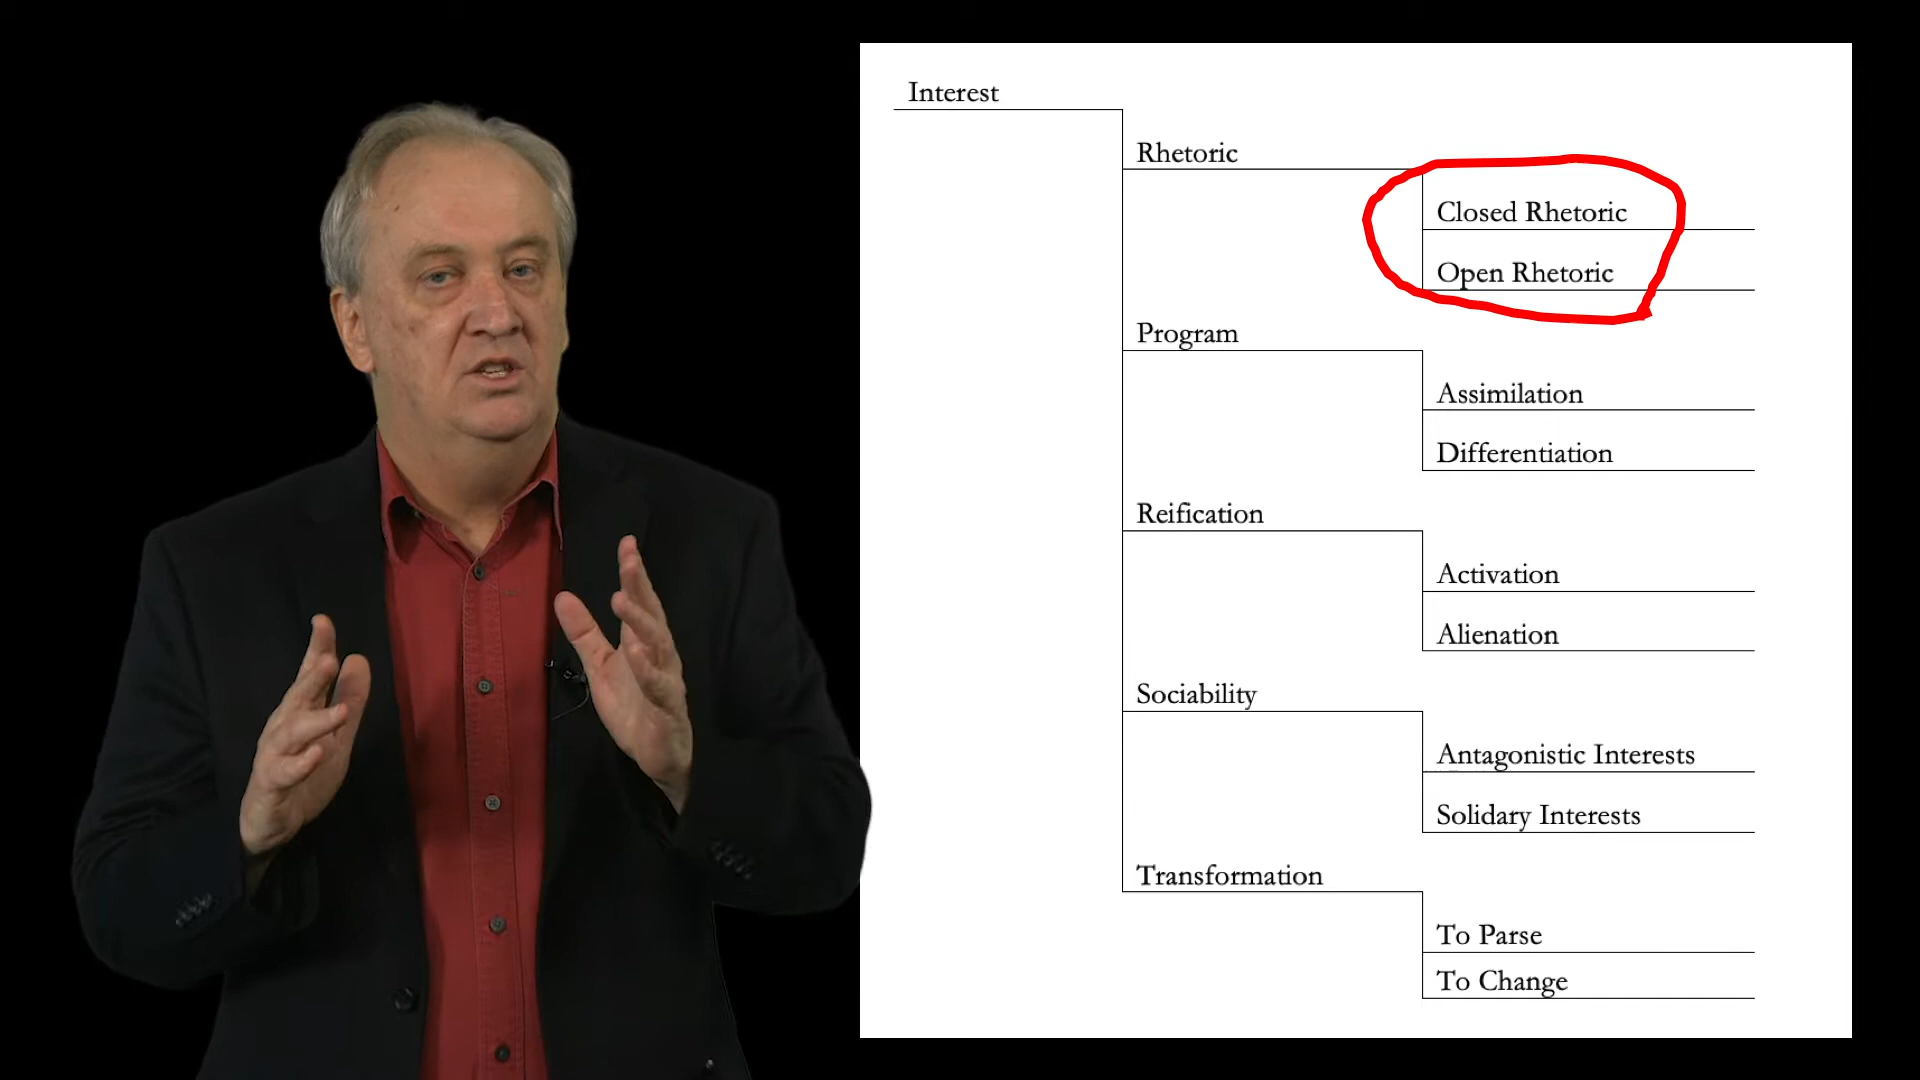 Interest
Rhetoric
Closed Rhetoric
Open Rhetoric
Program
Assimilation
Differentiation
Reification
Activation
Alienation
Sociability
Antagonistic Interests
Solidary Interests
Transformation
To Parse
To Change